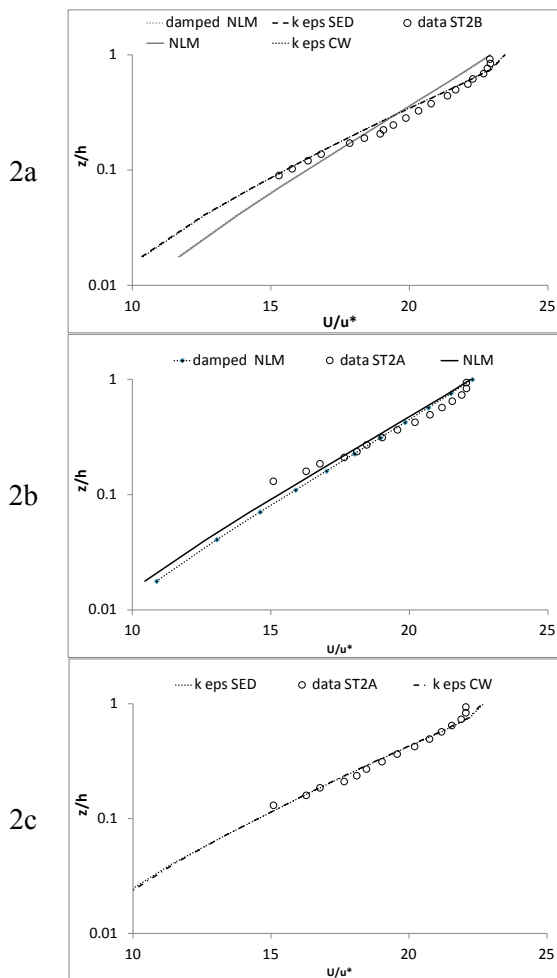 damped NLM k eps SED data ST2B
NLM k eps CW
2a
z/h
1
0.1
0.01
10 15 20 25
U/u*
damped NLM data ST2A NLM
2b
z/h
1
0.1
0.01
10 15 20 25
U/u*
k eps SED data ST2A k eps CW
2c
z/h
1
0.1
0.01
10 15 20 25
U/u*